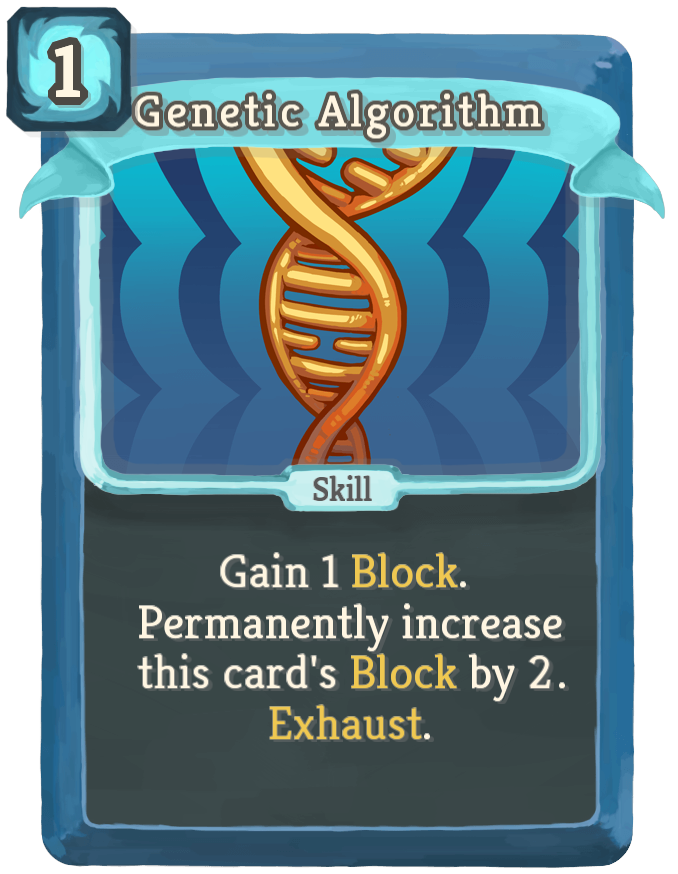 1
Genetic Algorithm
Skill
Gain 1 Block.
Permanently increase
this card's Block by 2.
Exhaust.